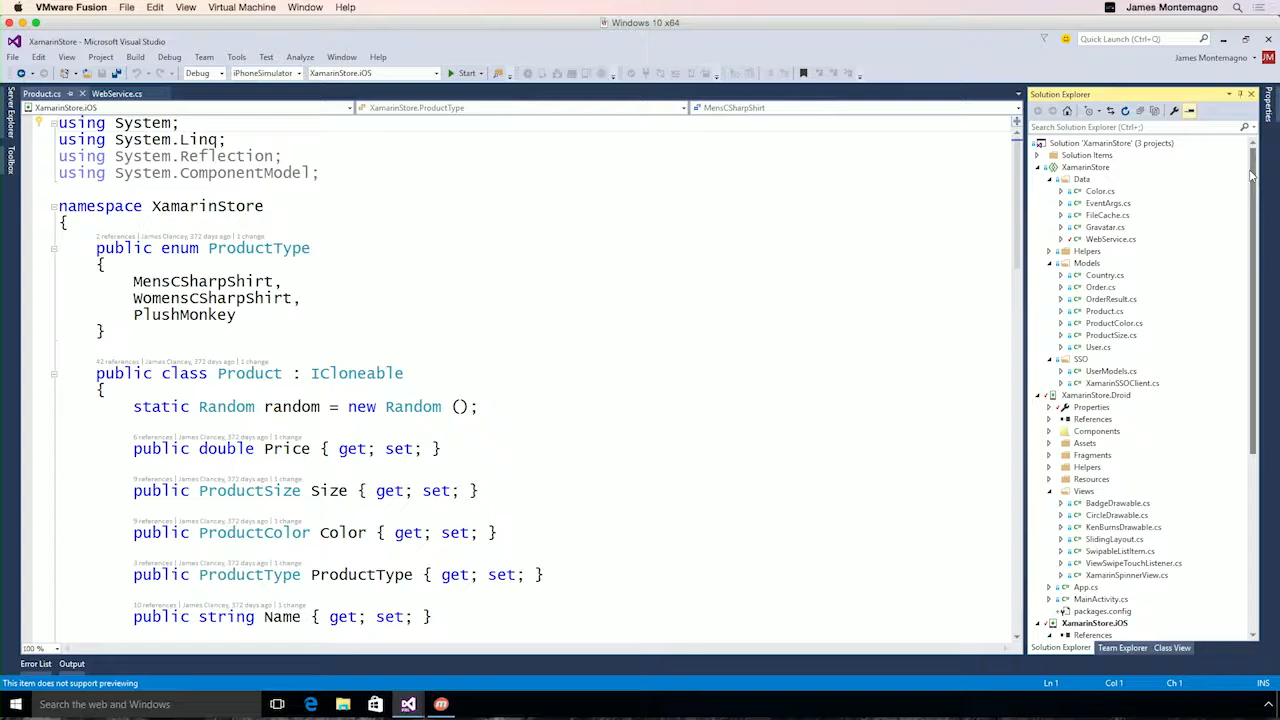 VMware Fusion File Edit View Virtual Machine Window Help James Montemagno
Windows 10 x64
XamarinStore - Microsoft Visual Studio Quick Launch (Ctrl+Q)
File Edit View Project Build Debug Team Tools Test Analyze Window Help James Montemagno JM
Debug iPhoneSimulator XamarinStore.iOS Start
Server Explorer
Toolbox
Product.cs WebService.cs
XamarinStore.iOS XamarinStore.ProductType MensCSharpShirt
using System;
using System.Linq;
using System.Reflection;
using System.ComponentModel;
namespace XamarinStore
{
2 references | James Clancey, 372 days ago | 1 change
public enum ProductType
{
MensCSharpShirt,
WomensCSharpShirt,
PlushMonkey
}
42 references | James Clancey, 372 days ago | 1 change
public class Product : ICloneable
{
static Random random = new Random ();
6 references | James Clancey, 372 days ago | 1 change
public double Price { get; set; }
9 references | James Clancey, 372 days ago | 1 change
public ProductSize Size { get; set; }
9 references | James Clancey, 372 days ago | 1 change
public ProductColor Color { get; set; }
3 references | James Clancey, 372 days ago | 1 change
public ProductType ProductType { get; set; }
10 references | James Clancey, 372 days ago | 1 change
public string Name { get; set; }
100 %
Solution Explorer
Search Solution Explorer (Ctrl+;)
Solution 'XamarinStore' (3 projects)
Solution Items
XamarinStore
Data
Color.cs
EventArgs.cs
FileCache.cs
Gravatar.cs
WebService.cs
Helpers
Models
Country.cs
Order.cs
OrderResult.cs
Product.cs
ProductColor.cs
ProductSize.cs
User.cs
SSO
UserModels.cs
XamarinSSOClient.cs
XamarinStore.Droid
Properties
References
Components
Assets
Fragments
Helpers
Resources
Views
BadgeDrawable.cs
CircleDrawable.cs
KenBurnsDrawable.cs
SlidingLayout.cs
SwipableListItem.cs
ViewSwipeTouchListener.cs
XamarinSpinnerView.cs
App.cs
MainActivity.cs
packages.config
XamarinStore.iOS
References
Solution Explorer Team Explorer Class View
Properties
Error List Output
This item does not support previewing Ln 1 Col 1 Ch 1 INS
Search the web and Windows